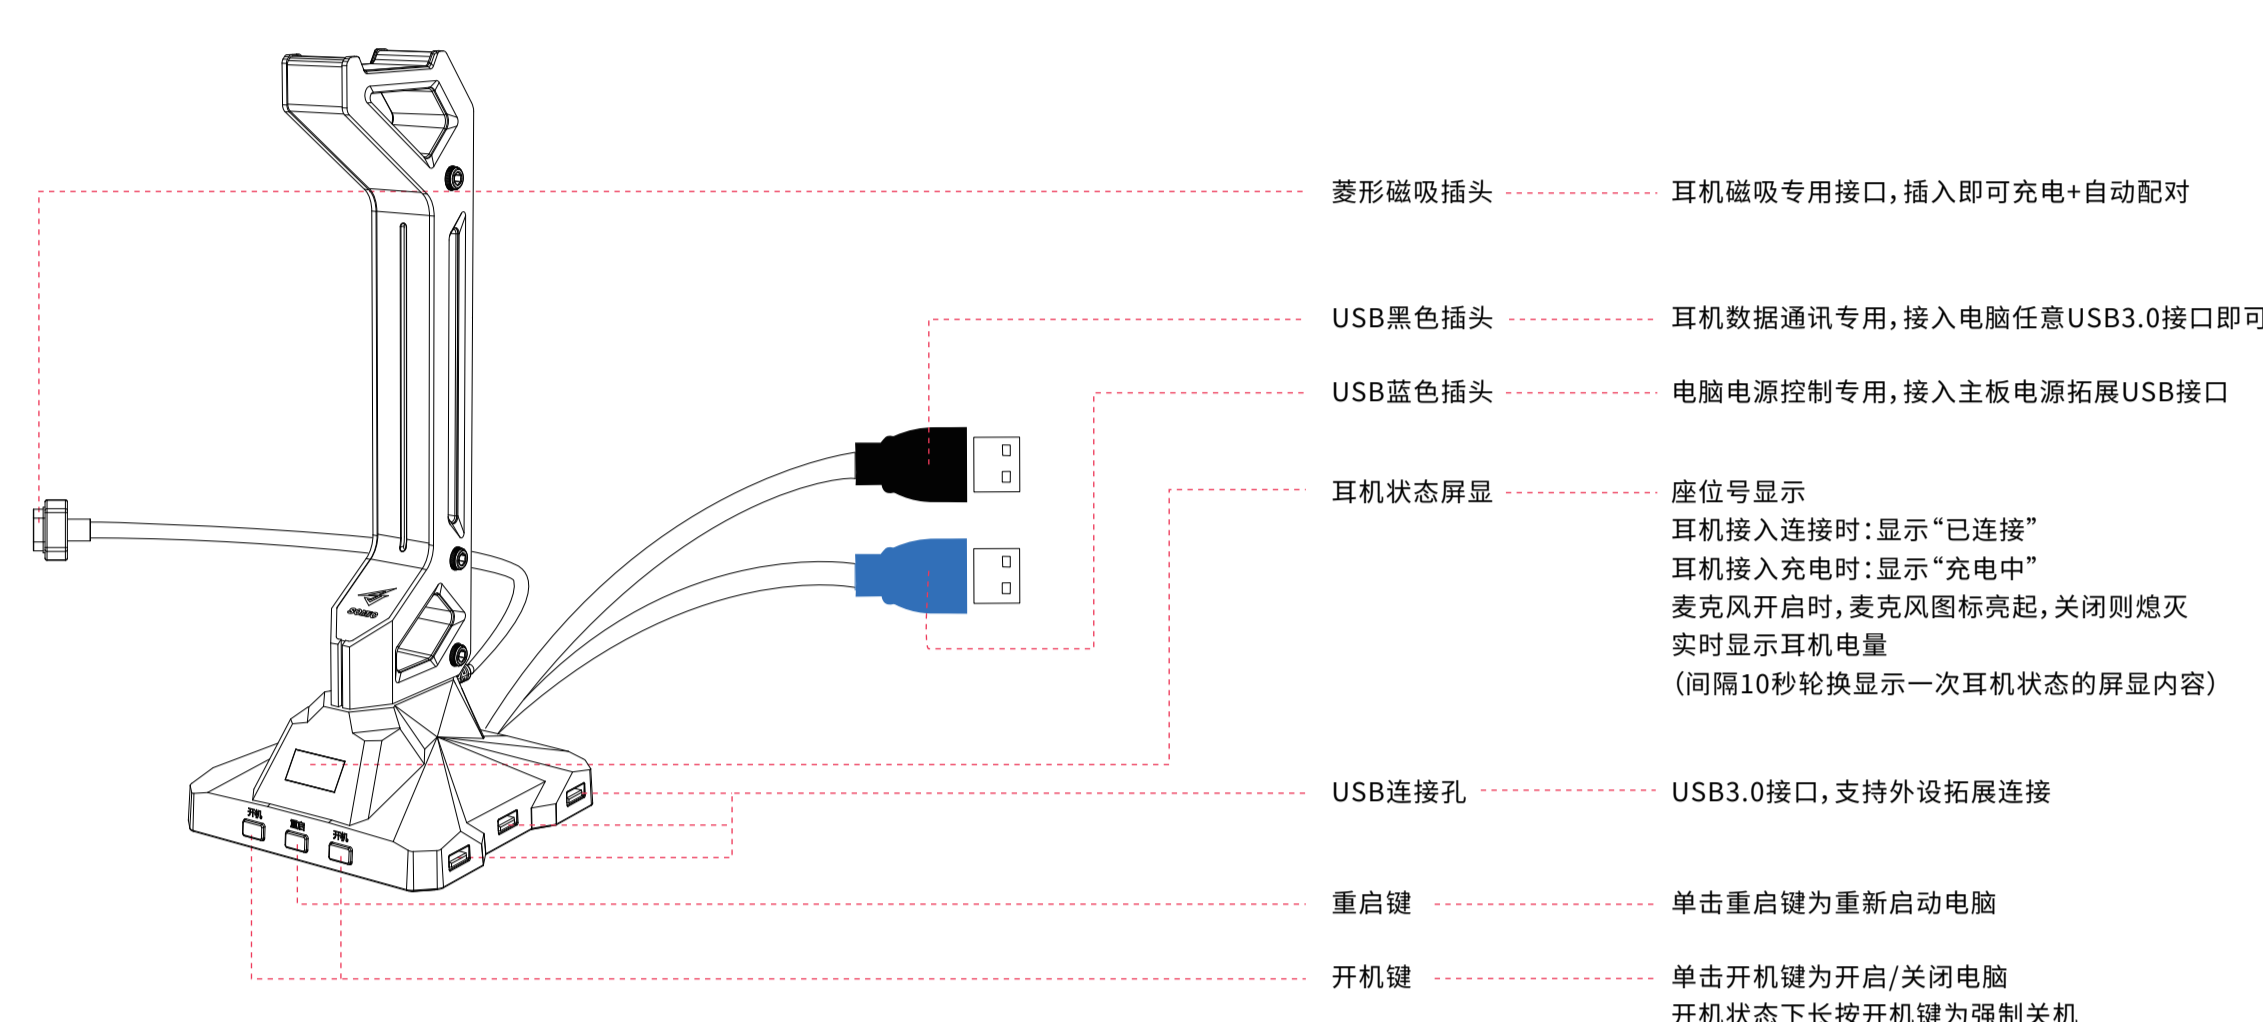 菱形磁吸插头 耳机磁吸专用接口,插入即可充电+自动配对
USB黑色插头 耳机数据通讯专用,接入电脑任意USB3.0接口即可
USB蓝色插头 电脑电源控制专用,接入主板电源拓展USB接口
耳机状态屏显 座位号显示
耳机接入连接时:显示“已连接”
耳机接入充电时:显示“充电中”
麦克风开启时,麦克风图标亮起,关闭则熄灭
实时显示耳机电量
(间隔10秒轮换显示一次耳机状态的屏显内容)
USB连接孔 USB3.0接口,支持外设拓展连接
开机 重启 开机
重启键 单击重启键为重新启动电脑
开机键 单击开机键为开启/关闭电脑
开机状态下长按开机键为强制关机